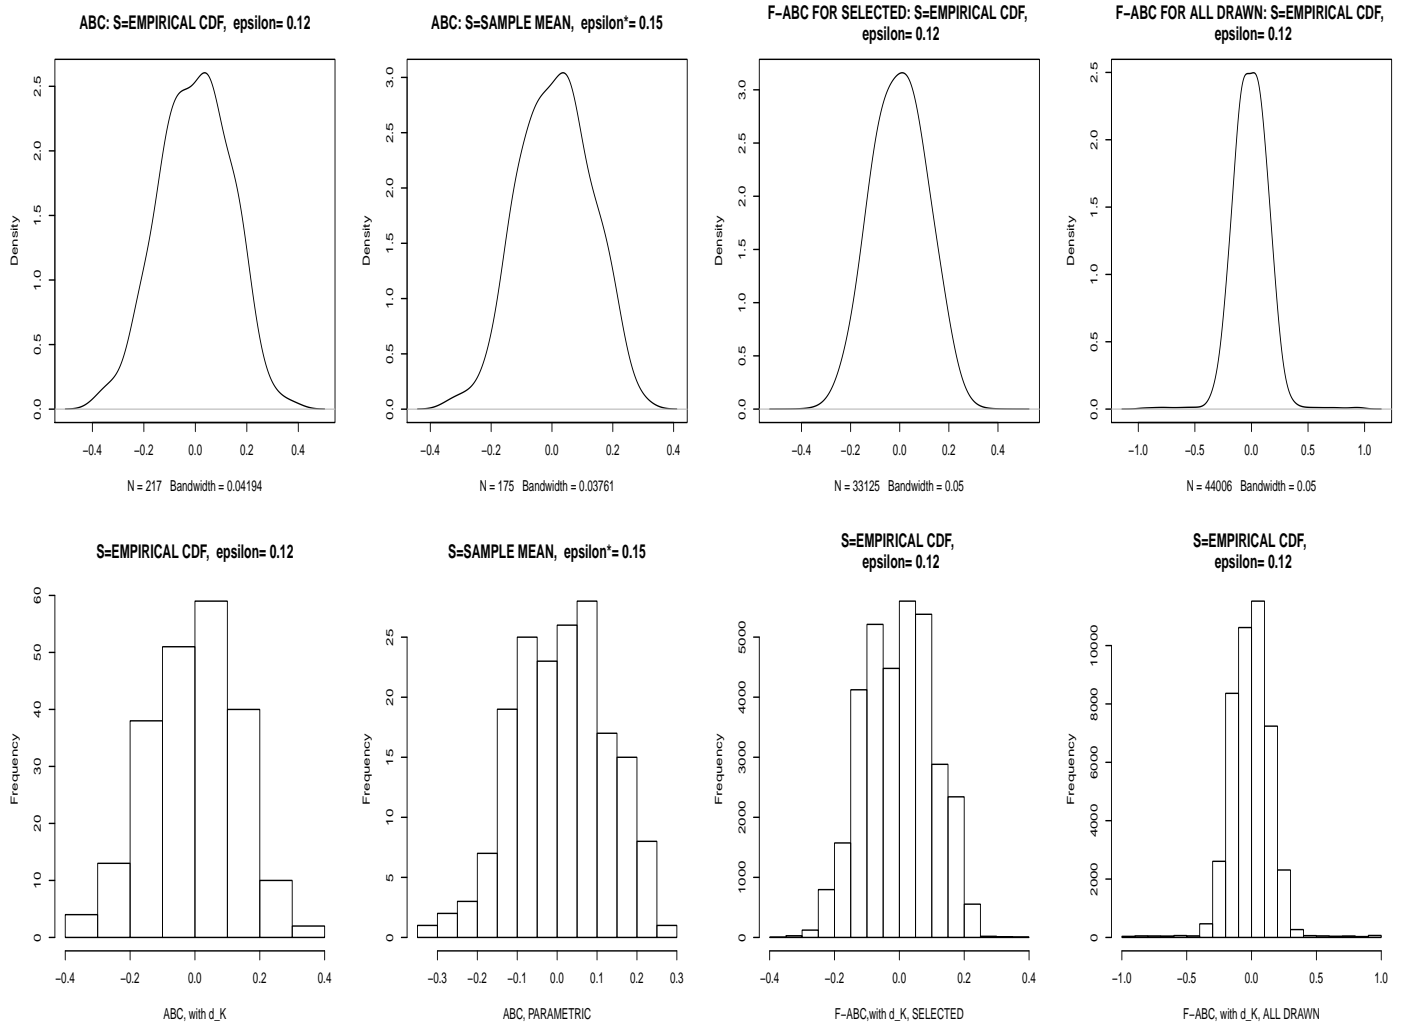 ABC: S=EMPIRICAL CDF, epsilon= 0.12
Density
0.0 0.5 1.0 1.5 2.0 2.5
−0.4 −0.2 0.0 0.2 0.4
N = 217 Bandwidth = 0.04194
ABC: S=SAMPLE MEAN, epsilon*= 0.15
Density
0.0 0.5 1.0 1.5 2.0 2.5 3.0
−0.4 −0.2 0.0 0.2 0.4
N = 175 Bandwidth = 0.03761
F−ABC FOR SELECTED: S=EMPIRICAL CDF,
epsilon= 0.12
Density
0.0 0.5 1.0 1.5 2.0 2.5 3.0
−0.4 −0.2 0.0 0.2 0.4
N = 33125 Bandwidth = 0.05
F−ABC FOR ALL DRAWN: S=EMPIRICAL CDF,
epsilon= 0.12
Density
0.0 0.5 1.0 1.5 2.0 2.5
−1.0 −0.5 0.0 0.5 1.0
N = 44006 Bandwidth = 0.05
S=EMPIRICAL CDF, epsilon= 0.12
Frequency
0 10 20 30 40 50 60
−0.4 −0.2 0.0 0.2 0.4
ABC, with d_K
S=SAMPLE MEAN, epsilon*= 0.15
Frequency
0 5 10 15 20 25
−0.3 −0.2 −0.1 0.0 0.1 0.2 0.3
ABC, PARAMETRIC
S=EMPIRICAL CDF,
epsilon= 0.12
Frequency
0 1000 2000 3000 4000 5000
−0.4 −0.2 0.0 0.2 0.4
F−ABC,with d_K, SELECTED
S=EMPIRICAL CDF,
epsilon= 0.12
Frequency
0 2000 4000 6000 8000 10000
−1.0 −0.5 0.0 0.5 1.0
F−ABC, with d_K, ALL DRAWN